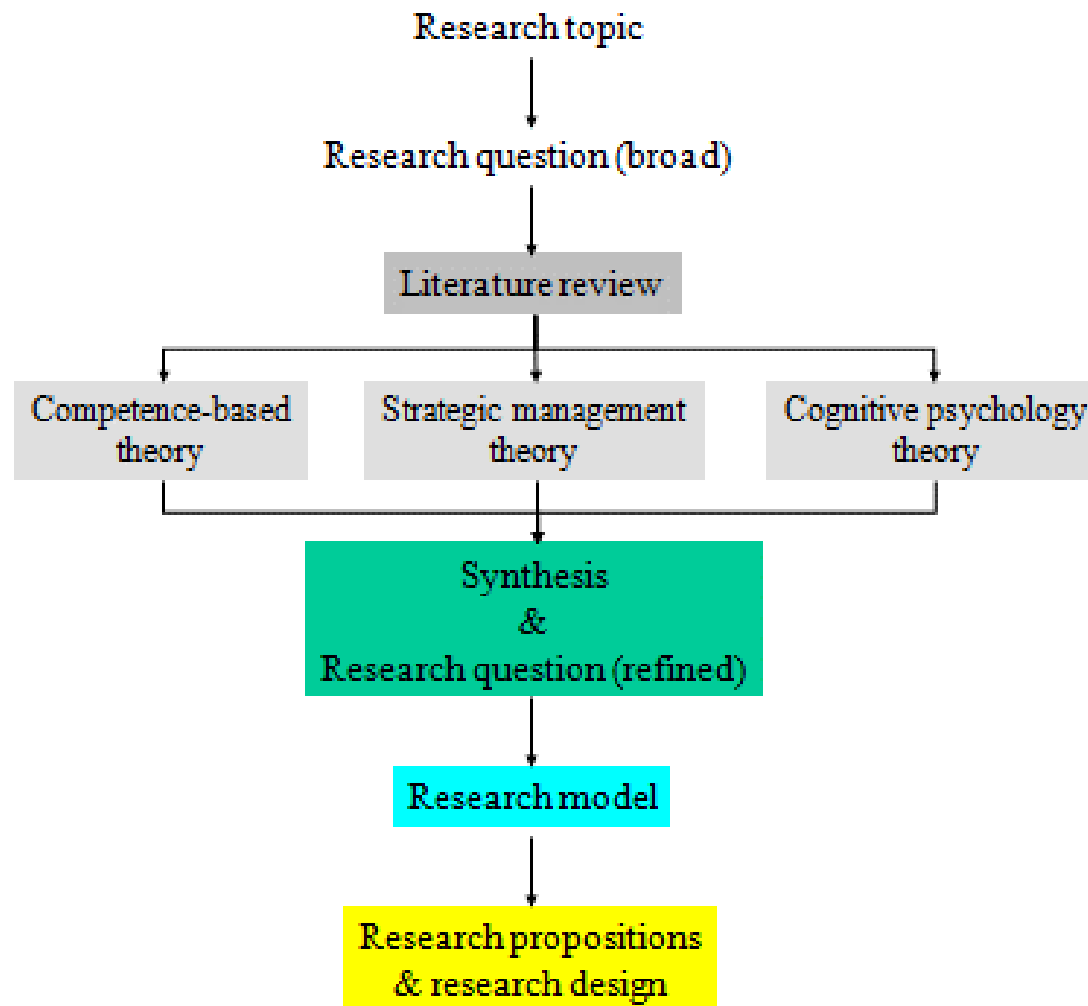 Research topic
Research question (broad)
Literature review
Competence-based
theory
Strategic management
theory
Cognitive psychology
theory
Synthesis
&
Research question (refined)
Research model
Research propositions
& research design